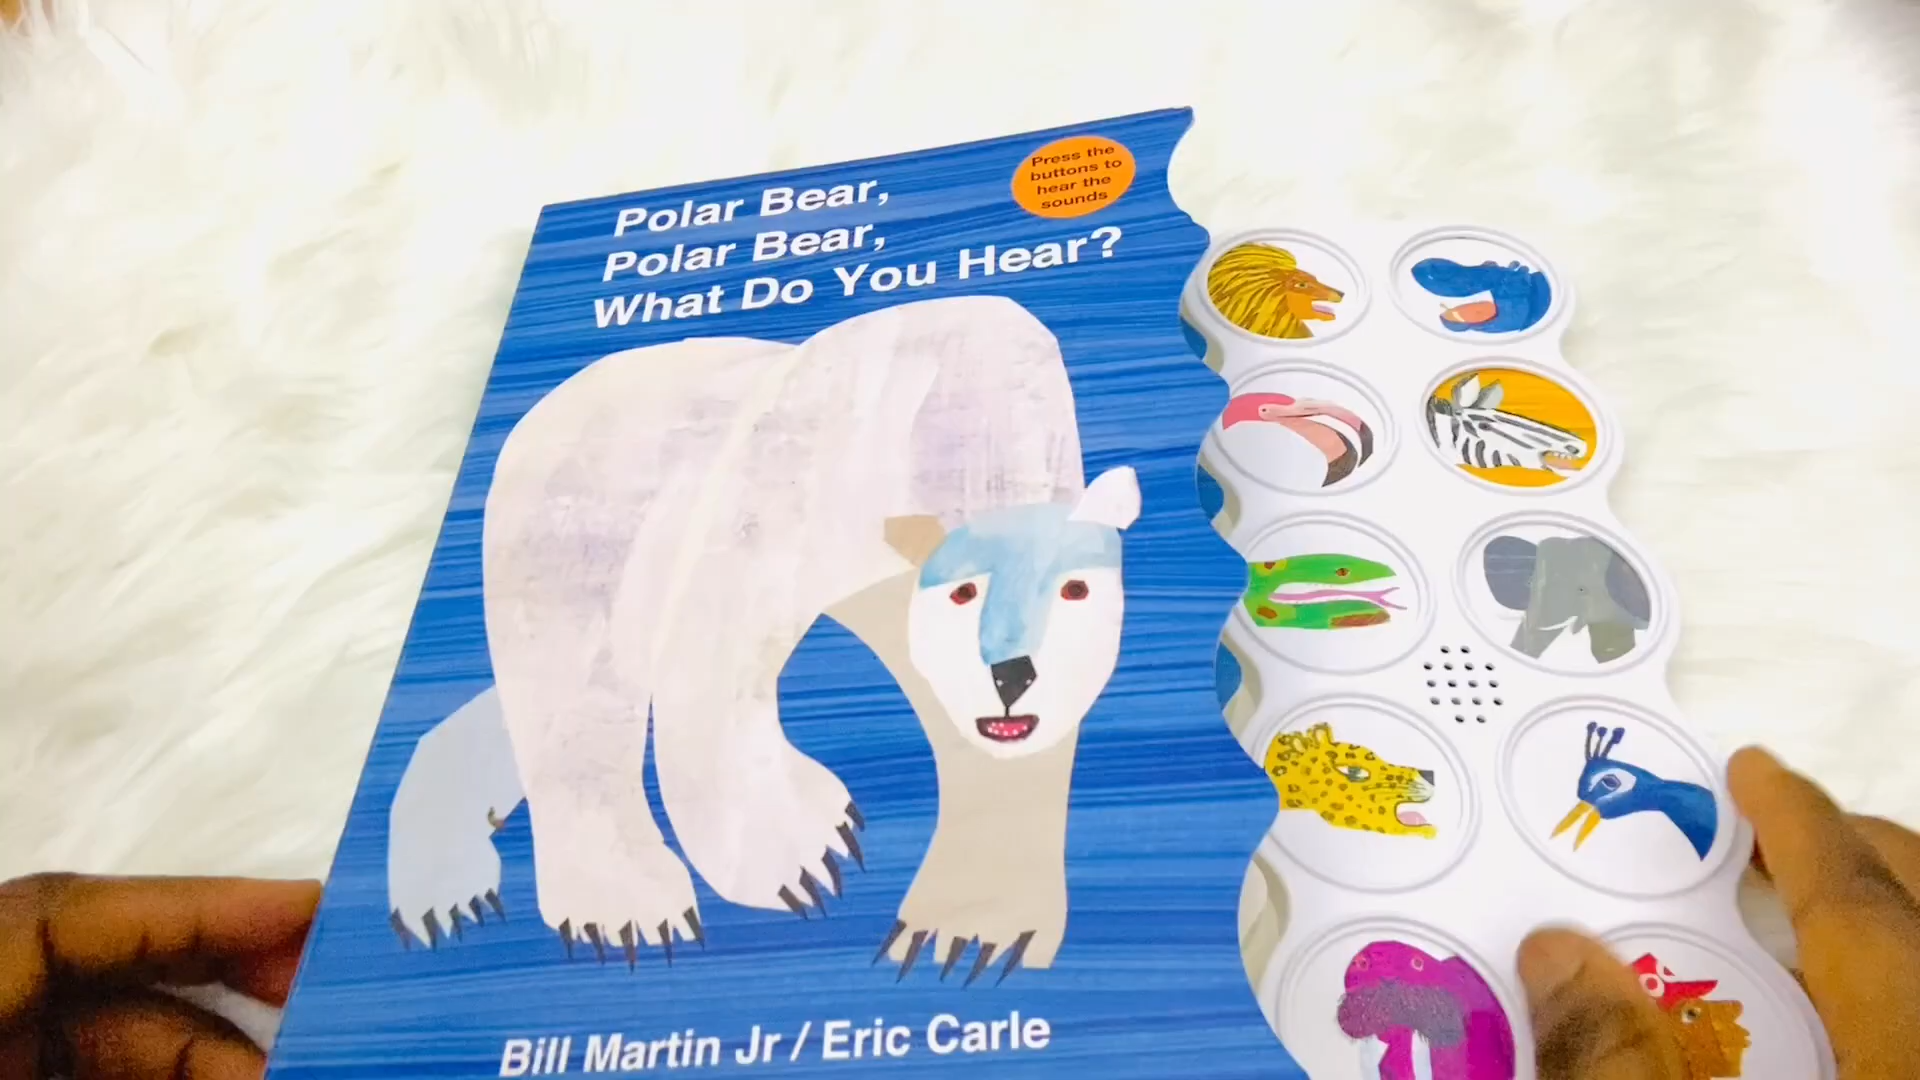 Polar Bear,
Polar Bear,
What Do You Hear?
Press the
buttons to
hear the
sounds
Bill Martin Jr / Eric Carle